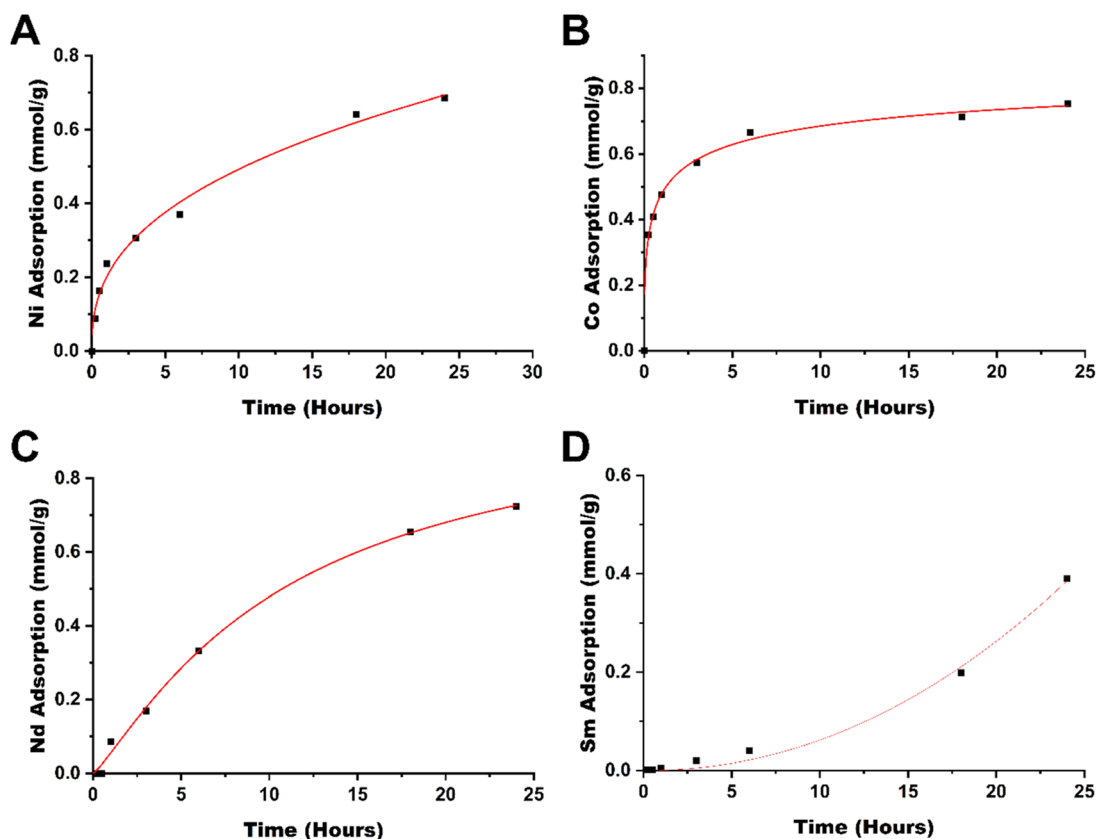 A
Ni Adsorption (mmol/g)
0.8
0.6
0.4
0.2
0.0
0 5 10 15 20 25 30
Time (Hours)
B
Co Adsorption (mmol/g)
0.8
0.6
0.4
0.2
0.0
0 5 10 15 20 25
Time (Hours)
C
Nd Adsorption (mmol/g)
0.8
0.6
0.4
0.2
0.0
0 5 10 15 20 25
Time (Hours)
D
Sm Adsorption (mmol/g)
0.6
0.4
0.2
0.0
0 5 10 15 20 25
Time (Hours)